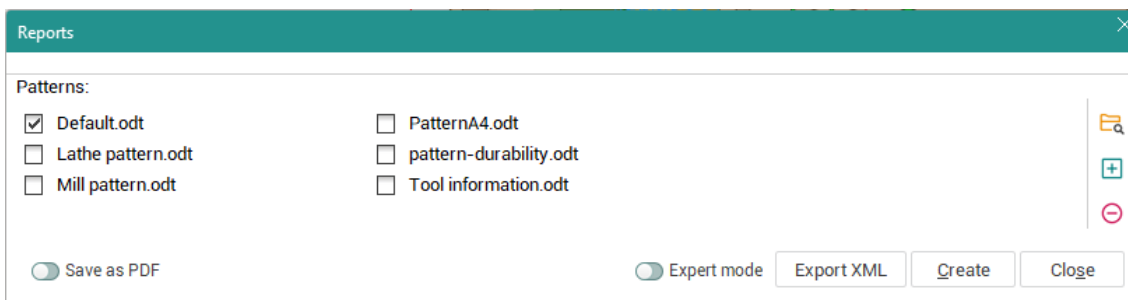 Reports
Patterns:
Default.odt
PatternA4.odt
Lathe pattern.odt
pattern-durability.odt
Mill pattern.odt
Tool information.odt
Save as PDF
Expert mode
Export XML
Create
Close